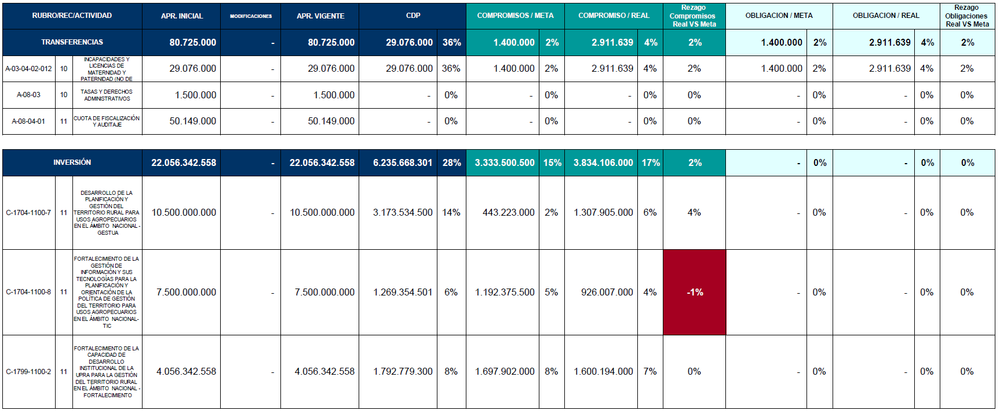 RUBRO/REC/ACTIVIDAD APR. INICIAL MODIFICACIONES APR. VIGENTE CDP COMPROMISOS / META COMPROMISO / REAL Rezago Compromisos Real VS Meta OBLIGACION / META OBLIGACION / REAL Rezago Obligaciones Real VS Meta
TRANSFERENCIAS 80.725.000 - 80.725.000 29.076.000 36% 1.400.000 2% 2.911.639 4% 2% 1.400.000 2% 2.911.639 4% 2%
A-03-04-02-012 10 INCAPACIDADES Y LICENCIAS DE MATERNIDAD Y PATERNIDAD (NO DE 29.076.000 - 29.076.000 29.076.000 36% 1.400.000 2% 2.911.639 4% 2% 1.400.000 2% 2.911.639 4% 2%
A-08-03 10 TASAS Y DERECHOS ADMINISTRATIVOS 1.500.000 - 1.500.000 - 0% - 0% - 0% 0% - 0% - 0% 0%
A-08-04-01 11 CUOTA DE FISCALIZACIÓN Y AUDITAJE 50.149.000 - 50.149.000 - 0% - 0% - 0% 0% - 0% - 0% 0%
INVERSIÓN 22.056.342.558 - 22.056.342.558 6.235.668.301 28% 3.333.500.500 15% 3.834.106.000 17% 2% - 0% - 0% 0%
C-1704-1100-7 11 DESARROLLO DE LA PLANIFICACIÓN Y GESTIÓN DEL TERRITORIO RURAL PARA USOS AGROPECUARIOS EN EL ÁMBITO NACIONAL - GESTUA 10.500.000.000 - 10.500.000.000 3.173.534.500 14% 443.223.000 2% 1.307.905.000 6% 4% - 0% - 0% 0%
C-1704-1100-8 11 FORTALECIMIENTO DE LA GESTIÓN DE INFORMACIÓN Y SUS TECNOLOGÍAS PARA LA PLANIFICACIÓN Y ORIENTACIÓN DE LA POLÍTICA DE GESTIÓN DEL TERRITORIO PARA USOS AGROPECUARIOS EN EL ÁMBITO NACIONAL- TIC 7.500.000.000 - 7.500.000.000 1.269.354.501 6% 1.192.375.500 5% 926.007.000 4% -1% - 0% - 0% 0%
C-1799-1100-2 11 FORTALECIMIENTO DE LA CAPACIDAD DE DESARROLLO INSTITUCIONAL DE LA UPRA PARA LA GESTIÓN DEL TERRITORIO RURAL EN EL ÁMBITO NACIONAL - FORTALECIMIENTO 4.056.342.558 - 4.056.342.558 1.792.779.300 8% 1.697.902.000 8% 1.600.194.000 7% 0% - 0% - 0% 0%